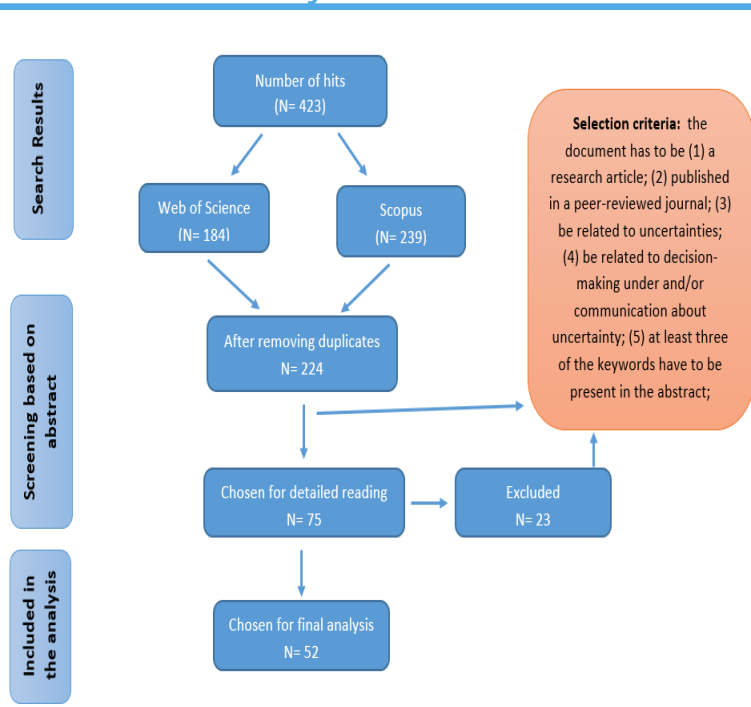 Search Results
Number of hits
(N= 423)
Web of Science
(N= 184)
Scopus
(N= 239)
Selection criteria: the
document has to be (1) a
research article; (2) published
in a peer-reviewed journal; (3)
be related to uncertainties;
(4) be related to decision-
making under and/or
communication about
uncertainty; (5) at least three
of the keywords have to be
present in the abstract;
Screening based on
abstract
After removing duplicates
N= 224
Chosen for detailed reading
N= 75
Excluded
N= 23
Included in
the analysis
Chosen for final analysis
N= 52